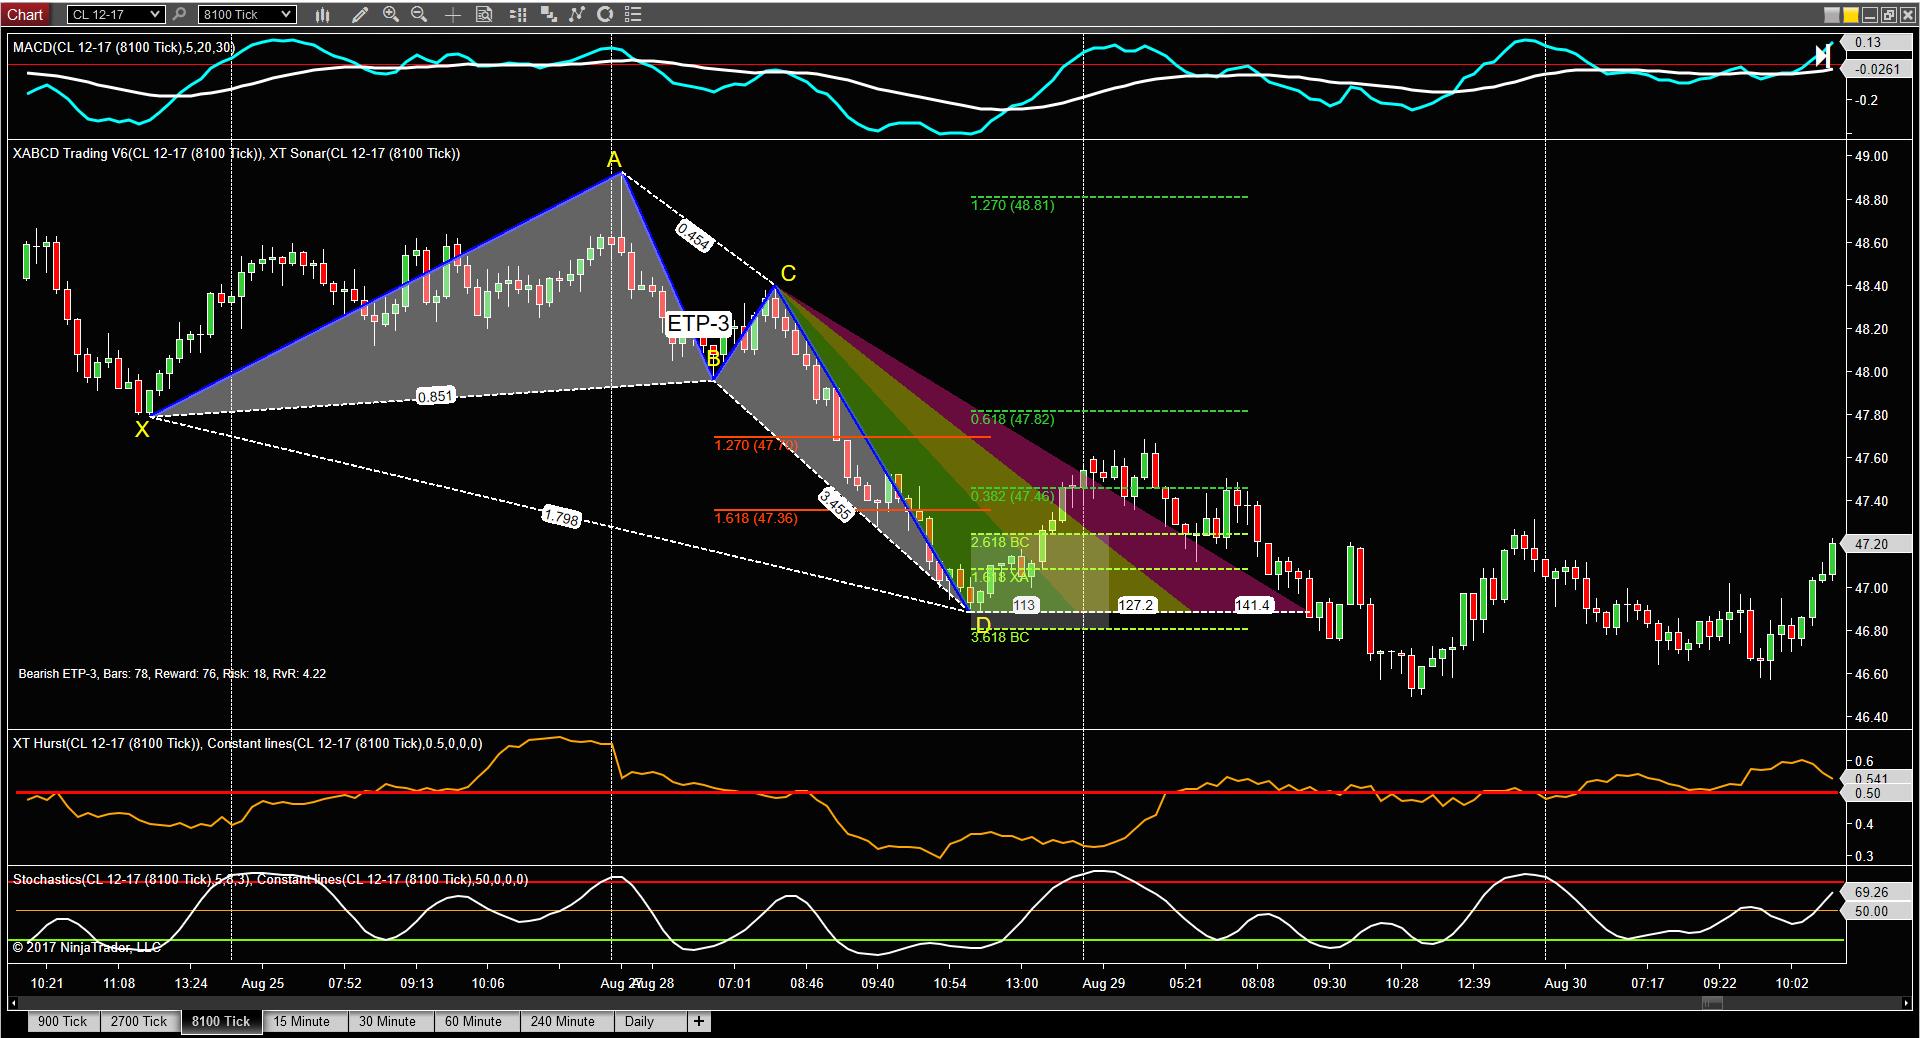 Chart CL 12-17 8100 Tick
MACD(CL 12-17 (8100 Tick),5,20,30)
0.13
-0.0261
-0.2
XABCD Trading V6(CL 12-17 (8100 Tick)), XT Sonar(CL 12-17 (8100 Tick))
A
49.00
48.80
1.270 (48.81)
0.454
48.60
C
48.40
ETP-3
48.20
B
48.00
0.851
47.80
0.618 (47.82)
X
1.270 (47.70)
47.60
0.382 (47.46)
47.40
3.455
1.618 (47.36)
1.798
2.618 BC
47.20
1.618 XA
47.00
113
127.2
141.4
D
3.618 BC
46.80
Bearish ETP-3, Bars: 78, Reward: 76, Risk: 18, RvR: 4.22
46.60
46.40
XT Hurst(CL 12-17 (8100 Tick)), Constant lines(CL 12-17 (8100 Tick),0.5,0,0,0)
0.6
0.541
0.50
0.4
0.3
Stochastics(CL 12-17 (8100 Tick),5,8,3), Constant lines(CL 12-17 (8100 Tick),50,0,0,0)
69.26
50.00
© 2017 NinjaTrader, LLC
10:21 11:08 13:24 Aug 25 07:52 09:13 10:06 Aug 27 Aug 28 07:01 08:46 09:40 10:54 13:00 Aug 29 05:21 08:08 09:30 10:28 12:39 Aug 30 07:17 09:22 10:02
900 Tick 2700 Tick 8100 Tick 15 Minute 30 Minute 60 Minute 240 Minute Daily +